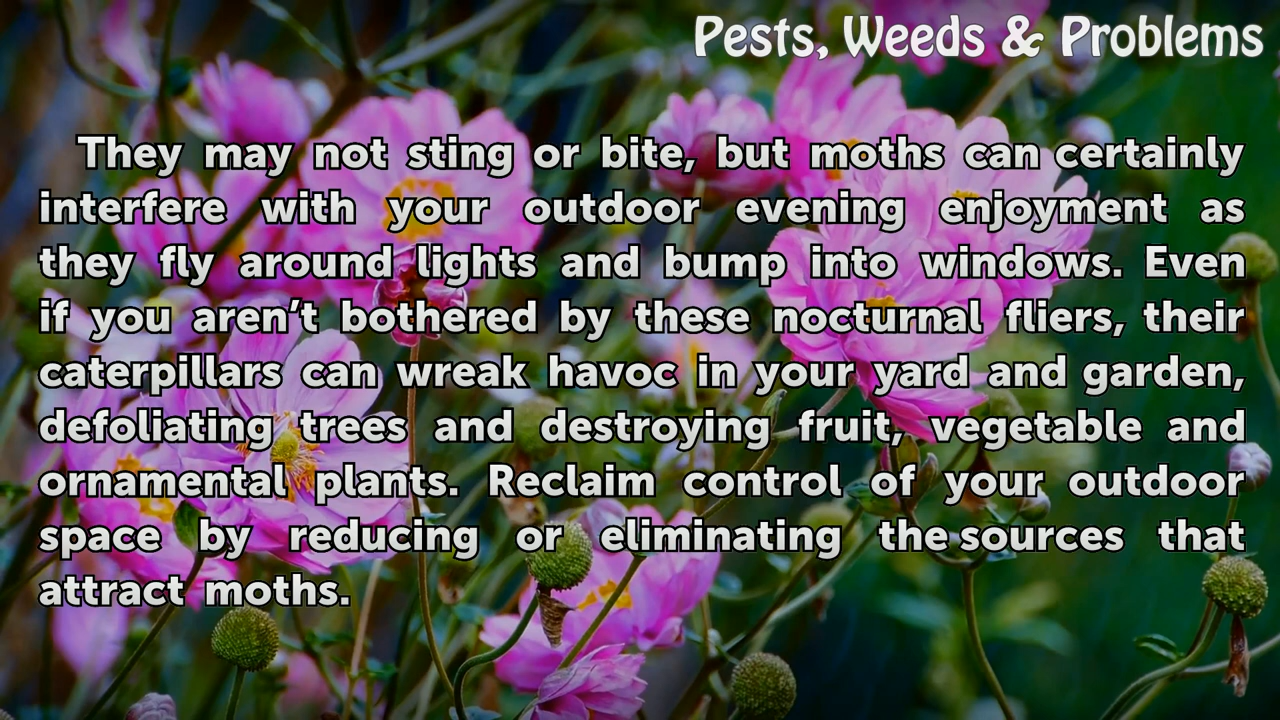 Pests, Weeds & Problems
They may not sting or bite, but moths can certainly
interfere with your outdoor evening enjoyment as
they fly around lights and bump into windows. Even
if you aren’t bothered by these nocturnal fliers, their
caterpillars can wreak havoc in your yard and garden,
defoliating trees and destroying fruit, vegetable and
ornamental plants. Reclaim control of your outdoor
space by reducing or eliminating the sources that
attract moths.